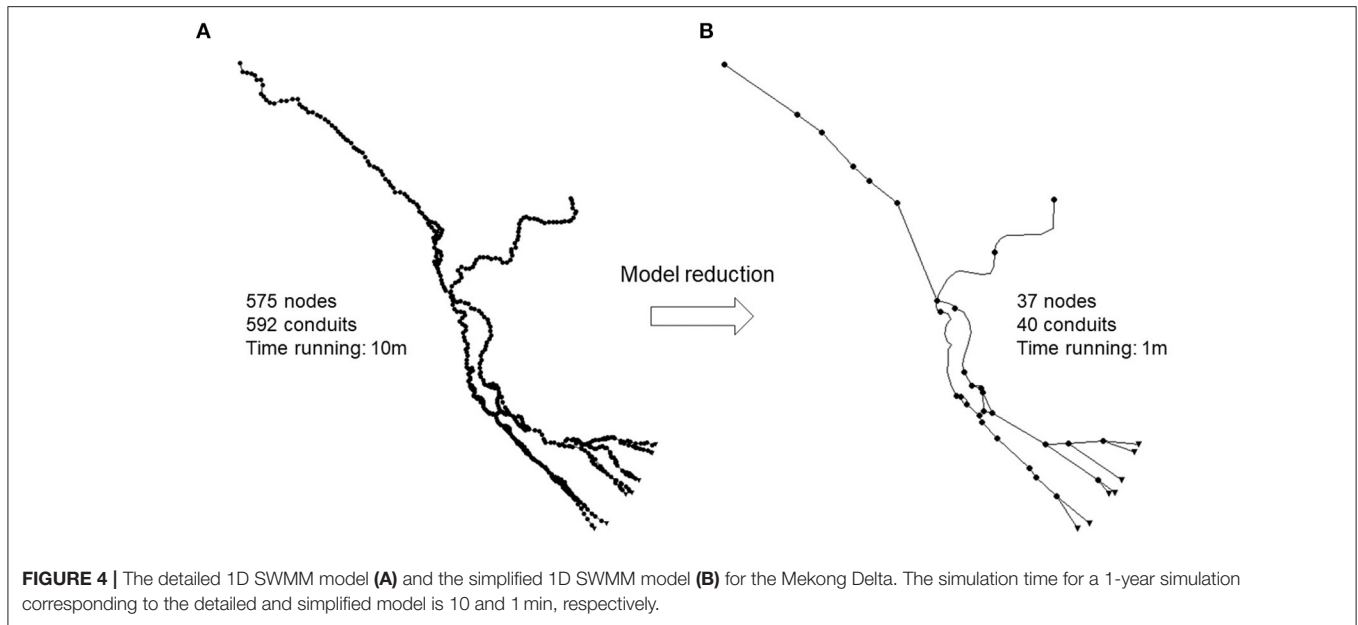 A
B
575 nodes
592 conduits
Time running: 10m
Model reduction
37 nodes
40 conduits
Time running: 1m
FIGURE 4 | The detailed 1D SWMM model (A) and the simplified 1D SWMM model (B) for the Mekong Delta. The simulation time for a 1-year simulation
corresponding to the detailed and simplified model is 10 and 1 min, respectively.